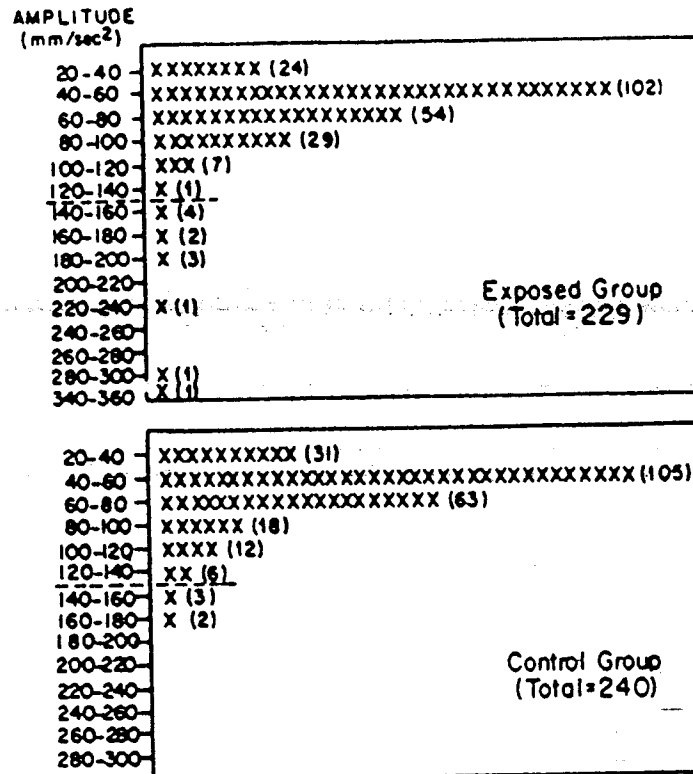 AMPLITUDE
(mm/sec²)
20-40 XXXXXXXX (24)
40-60 XXXXXXXXXXXXXXXXXXXXXXXXXXXXXXXXXX (102)
60-80 XXXXXXXXXXXXXXXXXX (54)
80-100 XXXXXXXXXX (29)
100-120 XXX (7)
120-140 X (1)
140-160 X (4)
160-180 X (2)
180-200 X (3)
200-220
220-240 X (1)
240-260
260-280
280-300 X (1)
340-360 X (1)
Exposed Group
(Total=229)
20-40 XXXXXXXXXX (31)
40-60 XXXXXXXXXXXXXXXXXXXXXXXXXXXXXXXXXXX (105)
60-80 XXXXXXXXXXXXXXXXXXXXX (63)
80-100 XXXXXX (18)
100-120 XXXX (12)
120-140 XX (6)
140-160 X (3)
160-180 X (2)
180-200
200-220
220-240
240-260
260-280
280-300
Control Group
(Total=240)